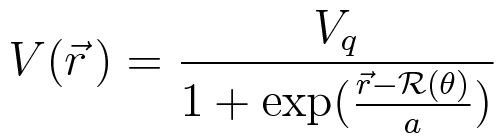 $V(\vec{r}\,) = \frac{V_q}{1 + \exp(\frac{\vec{r} - \mathcal{R}(\theta)}{a})}$